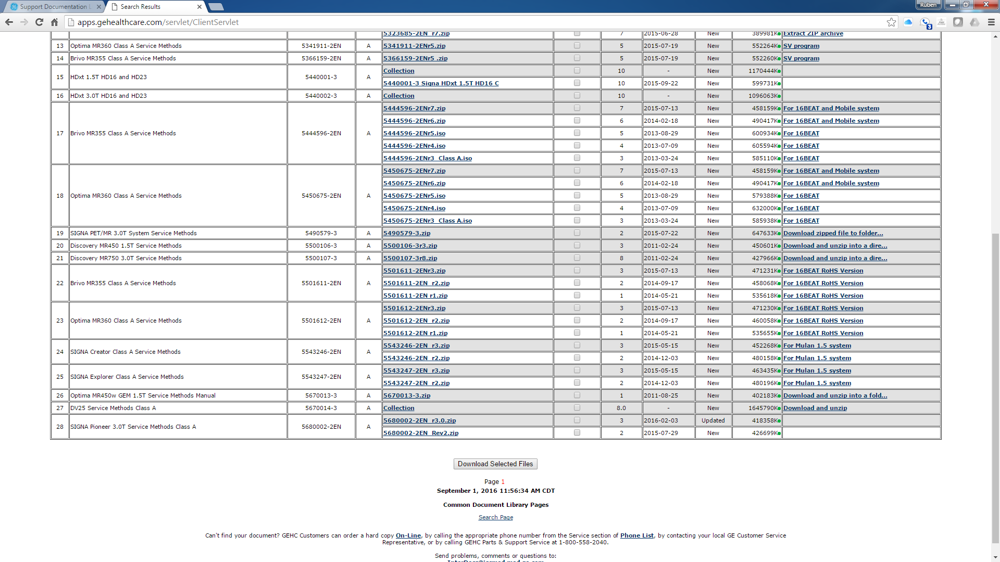 Support Documentation L
Search Results
Ruben
apps.gehealthcare.com/servlet/ClientServlet
3
5323685-2EN_r7.zip 7 2015-06-28 New 389981K Extract ZIP archive
13 Optima MR360 Class A Service Methods 5341911-2EN A 5341911-2ENr5.zip 5 2015-07-19 New 552264K SV program
14 Brivo MR355 Class A Service Methods 5366159-2EN A 5366159-2ENr5 .zip 5 2015-07-19 New 552260K SV program
15 HDxt 1.5T HD16 and HD23 5440001-3 A Collection 10 - New 1170444K
5440001-3 Signa HDxt 1.5T HD16 C 10 2015-09-22 New 599731K
16 HDxt 3.0T HD16 and HD23 5440002-3 A Collection 10 - New 1096063K
17 Brivo MR355 Class A Service Methods 5444596-2EN A 5444596-2ENr7.zip 7 2015-07-13 New 458159K For 16BEAT and Mobile system
5444596-2ENr6.zip 6 2014-02-18 New 490417K For 16BEAT and Mobile system
5444596-2ENr5.iso 5 2013-08-29 New 600934K For 16BEAT
5444596-2ENr4.iso 4 2013-07-09 New 605594K For 16BEAT
5444596-2ENr3_Class A.iso 3 2013-03-24 New 585110K For 16BEAT
18 Optima MR360 Class A Service Methods 5450675-2EN A 5450675-2ENr7.zip 7 2015-07-13 New 458159K For 16BEAT and Mobile system
5450675-2ENr6.zip 6 2014-02-18 New 490417K For 16BEAT and Mobile system
5450675-2ENr5.iso 5 2013-08-29 New 579388K For 16BEAT
5450675-2ENr4.iso 4 2013-07-09 New 632000K For 16BEAT
5450675-2ENr3_Class A.iso 3 2013-03-24 New 585938K For 16BEAT
19 SIGNA PET/MR 3.0T System Service Methods 5490579-3 A 5490579-3.zip 2 2015-07-22 New 647633K Download zipped file to folder...
20 Discovery MR450 1.5T Service Methods 5500106-3 A 5500106-3r3.zip 3 2011-02-24 New 450601K Download and unzip into a dire...
21 Discovery MR750 3.0T Service Methods 5500107-3 A 5500107-3r8.zip 8 2011-02-24 New 427966K Download and unzip into a dire...
22 Brivo MR355 Class A Service Methods 5501611-2EN A 5501611-2ENr3.zip 3 2015-07-13 New 471231K For 16BEAT RoHS Version
5501611-2EN_r2.zip 2 2014-09-17 New 458068K For 16BEAT RoHS Version
5501611-2EN r1.zip 1 2014-05-21 New 535618K For 16BEAT RoHS Version
23 Optima MR360 Class A Service Methods 5501612-2EN A 5501612-2ENr3.zip 3 2015-07-13 New 471230K For 16BEAT RoHS Version
5501612-2EN_r2.zip 2 2014-09-17 New 460058K For 16BEAT RoHS Version
5501612-2EN r1.zip 1 2014-05-21 New 535655K For 16BEAT RoHS Version
24 SIGNA Creator Class A Service Methods 5543246-2EN A 5543246-2EN_r3.zip 3 2015-05-15 New 452268K For Mulan 1.5 system
5543246-2EN_r2.zip 2 2014-12-03 New 480158K For Mulan 1.5 system
25 SIGNA Explorer Class A Service Methods 5543247-2EN A 5543247-2EN_r3.zip 3 2015-05-15 New 463435K For Mulan 1.5 system
5543247-2EN_r2.zip 2 2014-12-03 New 480196K For Mulan 1.5 system
26 Optima MR450w GEM 1.5T Service Methods Manual 5670013-3 A 5670013-3.zip 1 2011-08-25 New 402183K Download and unzip into a fold...
27 DV25 Service Methods Class A 5670014-3 A Collection 8.0 - New 1645790K Download and unzip
28 SIGNA Pioneer 3.0T Service Methods Class A 5680002-2EN A 5680002-2EN_r3.0.zip 3 2016-02-03 Updated 418358K
5680002-2EN_Rev2.zip 2 2015-07-29 New 426699K
Download Selected Files
Page 1
September 1, 2016 11:56:34 AM CDT
Common Document Library Pages
Search Page
Can't find your document? GEHC Customers can order a hard copy On-Line, by calling the appropriate phone number from the Service section of Phone List, by contacting your local GE Customer Service
Representative, or by calling GEHC Parts & Support Service at 1-800-558-2040.
Send problems, comments or questions to: